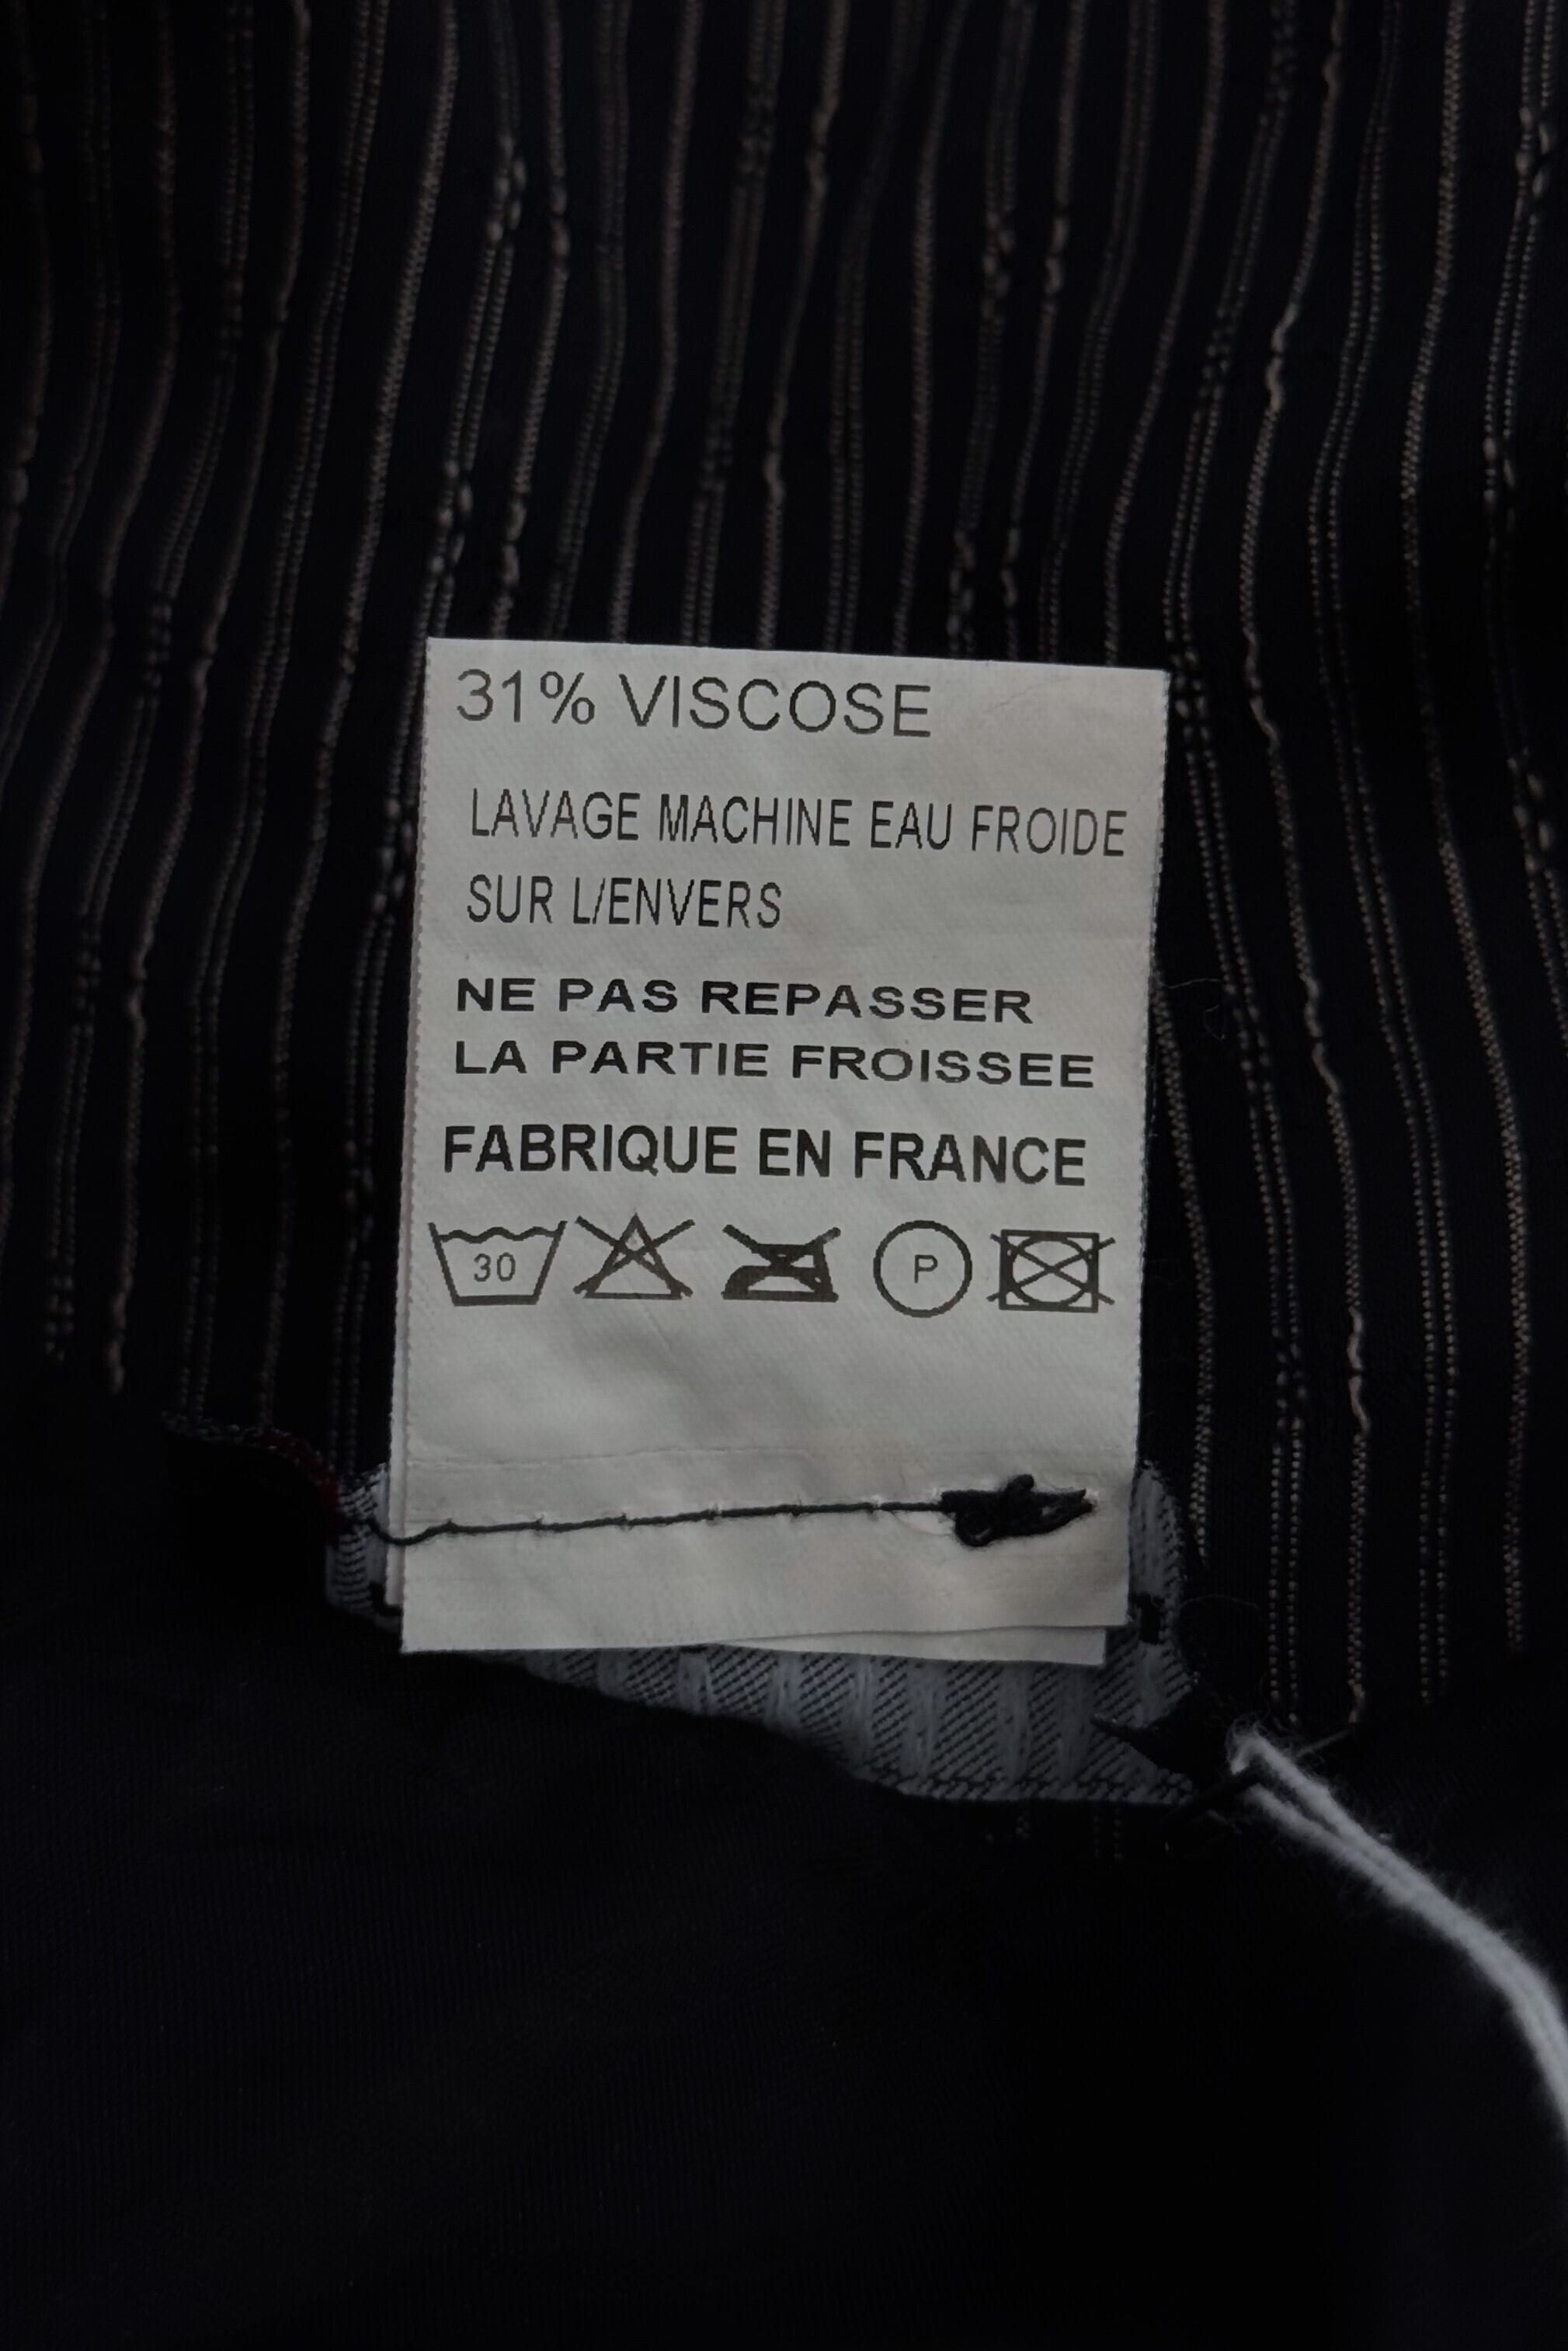 31% VISCOSE
LAVAGE MACHINE EAU FROIDE
SUR L/ENVERS
NE PAS REPASSER
LA PARTIE FROISSEE
FABRIQUE EN FRANCE
30 P